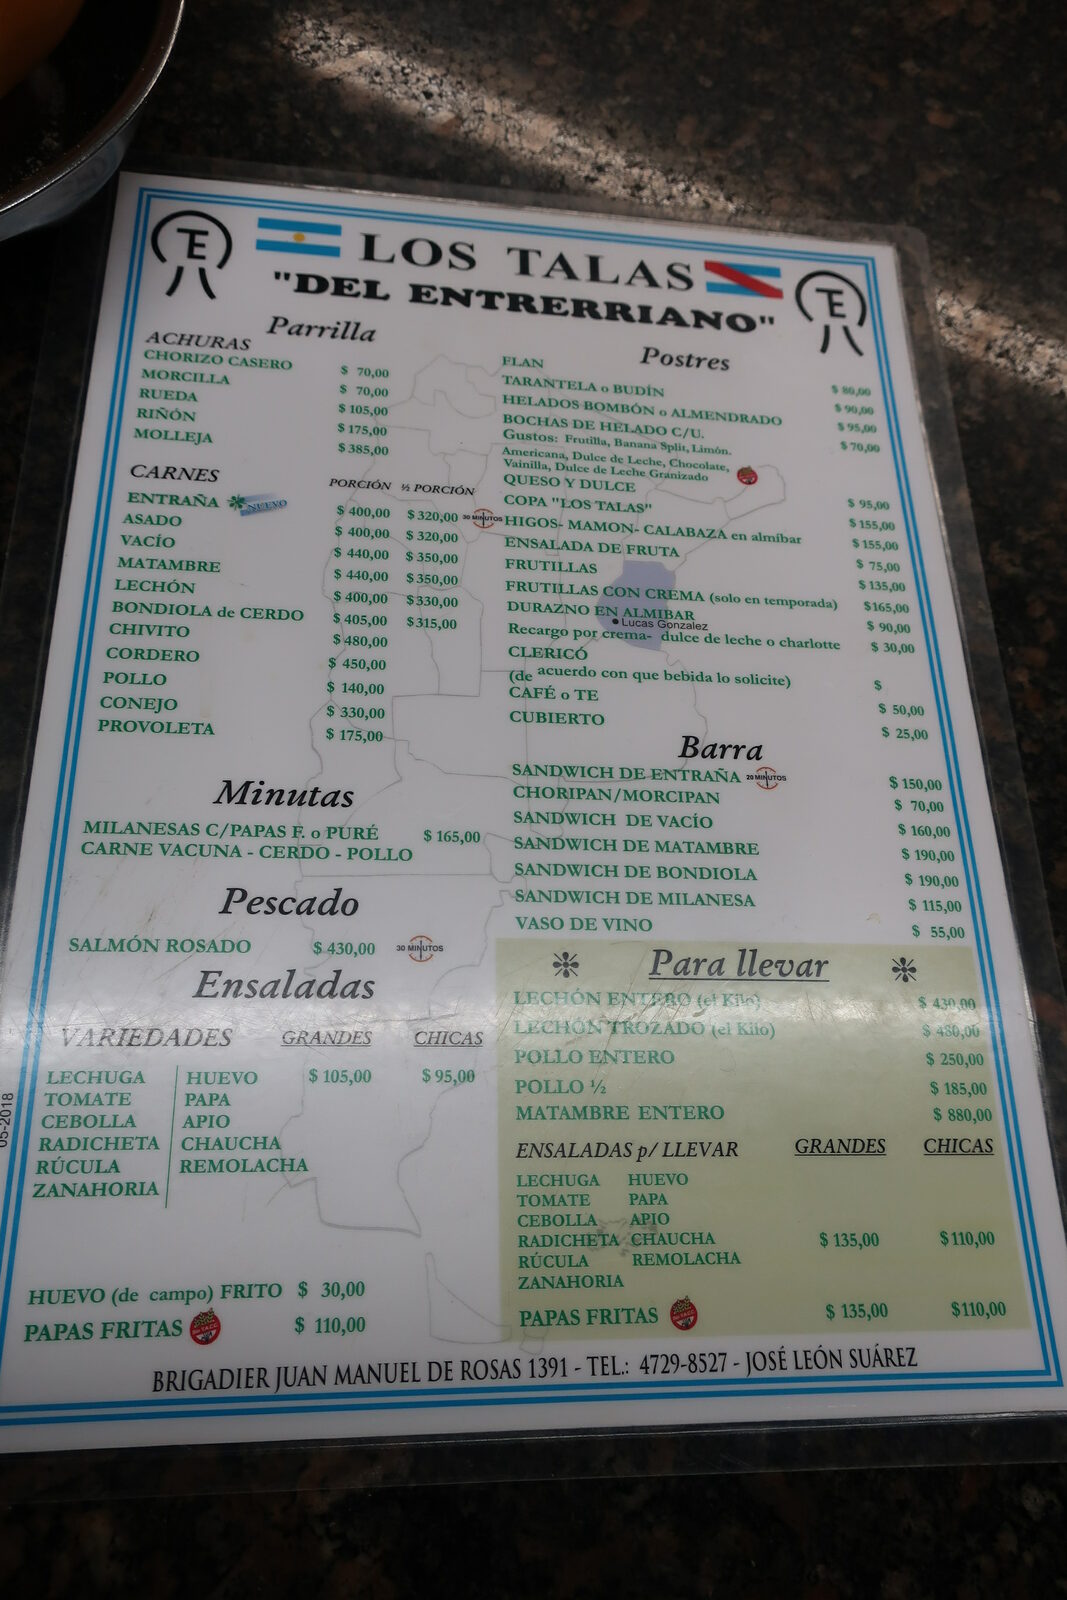 TE
LOS TALAS
TE
"DEL ENTRERRIANO"
Parrilla
ACHURAS
CHORIZO CASERO $ 70,00
MORCILLA $ 70,00
RUEDA $ 105,00
RIÑÓN $ 175,00
MOLLEJA $ 385,00
CARNES PORCIÓN ½ PORCIÓN
ENTRAÑA NUEVO $ 400,00 $ 320,00 30 MINUTOS
ASADO $ 400,00 $ 320,00
VACÍO $ 440,00 $ 350,00
MATAMBRE $ 440,00 $ 350,00
LECHÓN $ 400,00 $ 330,00
BONDIOLA de CERDO $ 405,00 $ 315,00
CHIVITO $ 480,00
CORDERO $ 450,00
POLLO $ 140,00
CONEJO $ 330,00
PROVOLETA $ 175,00
Minutas
MILANESAS C/PAPAS F. o PURÉ $ 165,00
CARNE VACUNA - CERDO - POLLO
Pescado
SALMÓN ROSADO $ 430,00 30 MINUTOS
Ensaladas
VARIEDADES GRANDES CHICAS
LECHUGA HUEVO $ 105,00 $ 95,00
TOMATE PAPA
CEBOLLA APIO
RADICHETA CHAUCHA
RÚCULA REMOLACHA
ZANAHORIA
HUEVO (de campo) FRITO $ 30,00
PAPAS FRITAS $ 110,00
05-2018
Postres
FLAN $ 80,00
TARANTELA o BUDÍN $ 90,00
HELADOS BOMBÓN o ALMENDRADO $ 95,00
BOCHAS DE HELADO C/U. $ 70,00
Gustos: Frutilla, Banana Split, Limón.
Americana, Dulce de Leche, Chocolate,
Vainilla, Dulce de Leche Granizado
QUESO Y DULCE $ 95,00
COPA "LOS TALAS" $ 155,00
HIGOS- MAMON- CALABAZA en almíbar $ 155,00
ENSALADA DE FRUTA $ 75,00
FRUTILLAS $ 135,00
FRUTILLAS CON CREMA (solo en temporada) $165,00
DURAZNO EN ALMIBAR $ 90,00
Lucas Gonzalez
Recargo por crema- dulce de leche o charlotte $ 30,00
CLERICÓ
(de acuerdo con que bebida lo solicite) $
CAFÉ o TE $ 50,00
CUBIERTO $ 25,00
Barra
SANDWICH DE ENTRAÑA 20 MINUTOS $ 150,00
CHORIPAN/MORCIPAN $ 70,00
SANDWICH DE VACÍO $ 160,00
SANDWICH DE MATAMBRE $ 190,00
SANDWICH DE BONDIOLA $ 190,00
SANDWICH DE MILANESA $ 115,00
VASO DE VINO $ 55,00
Para llevar
LECHÓN ENTERO (el Kilo) $ 430,00
LECHÓN TROZADO (el Kilo) $ 480,00
POLLO ENTERO $ 250,00
POLLO ½ $ 185,00
MATAMBRE ENTERO $ 880,00
ENSALADAS p/ LLEVAR GRANDES CHICAS
LECHUGA HUEVO
TOMATE PAPA
CEBOLLA APIO
RADICHETA CHAUCHA $ 135,00 $110,00
RÚCULA REMOLACHA
ZANAHORIA
PAPAS FRITAS $ 135,00 $110,00
BRIGADIER JUAN MANUEL DE ROSAS 1391 - TEL.: 4729-8527 - JOSÉ LEÓN SUÁREZ